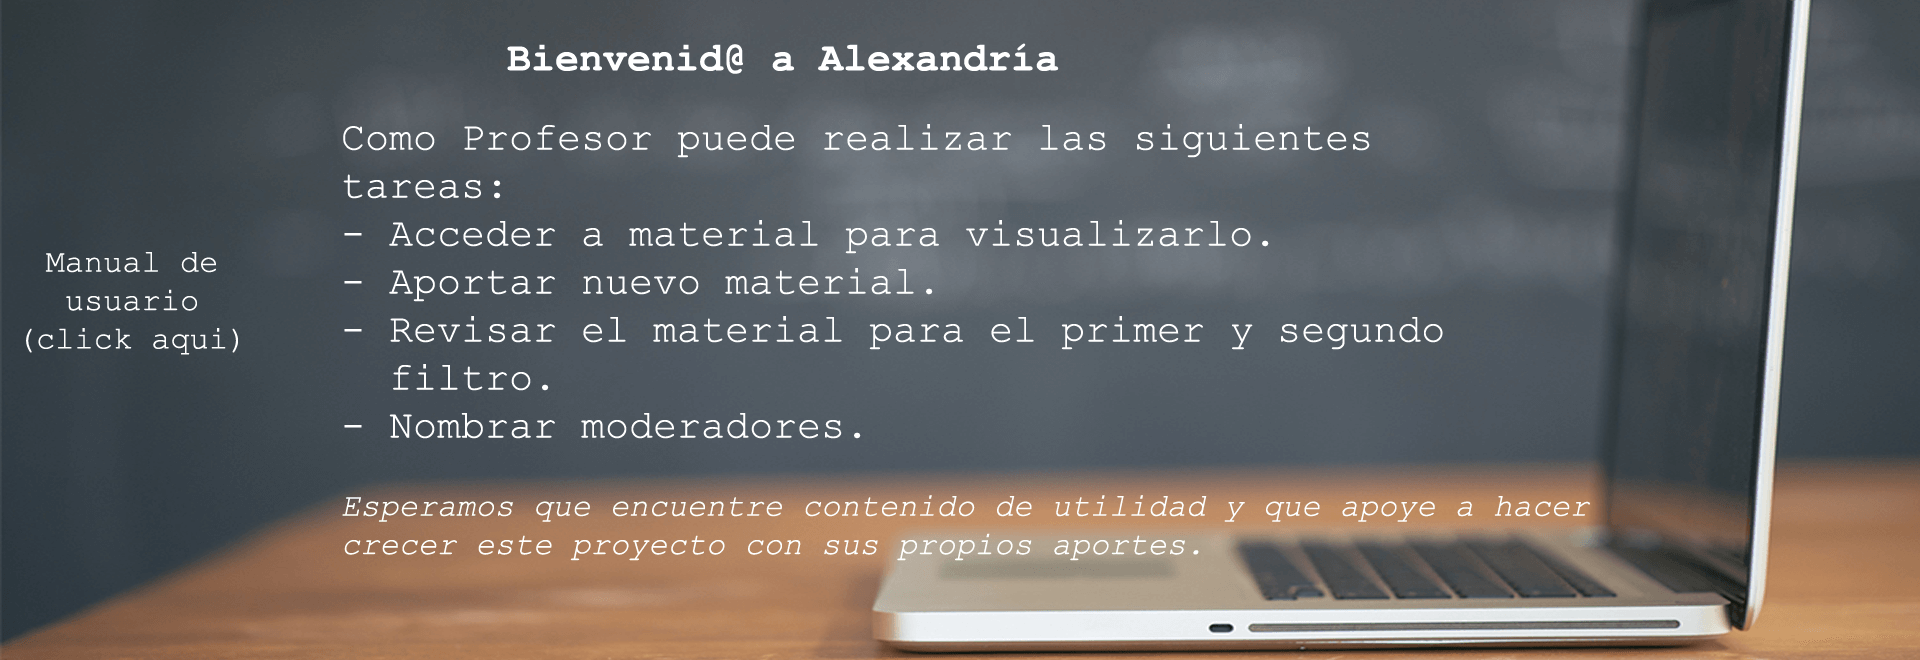 Bienvenid@ a Alexandría
Como Profesor puede realizar las siguientes
tareas:
- Acceder a material para visualizarlo.
- Aportar nuevo material.
- Revisar el material para el primer y segundo
filtro.
- Nombrar moderadores.
Esperamos que encuentre contenido de utilidad y que apoye a hacer
crecer este proyecto con sus propios aportes.
Manual de
usuario
(click aqui)